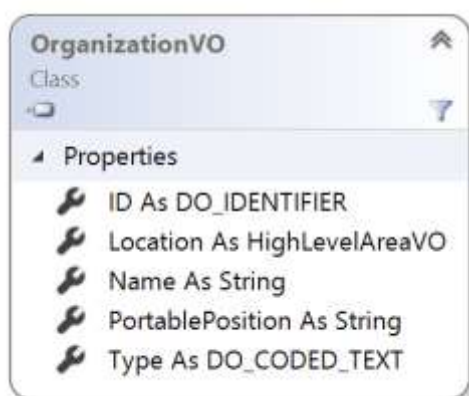 OrganizationVO
Class
Properties
ID As DO_IDENTIFIER
Location As HighLevelAreaVO
Name As String
PortablePosition As String
Type As DO_CODED_TEXT